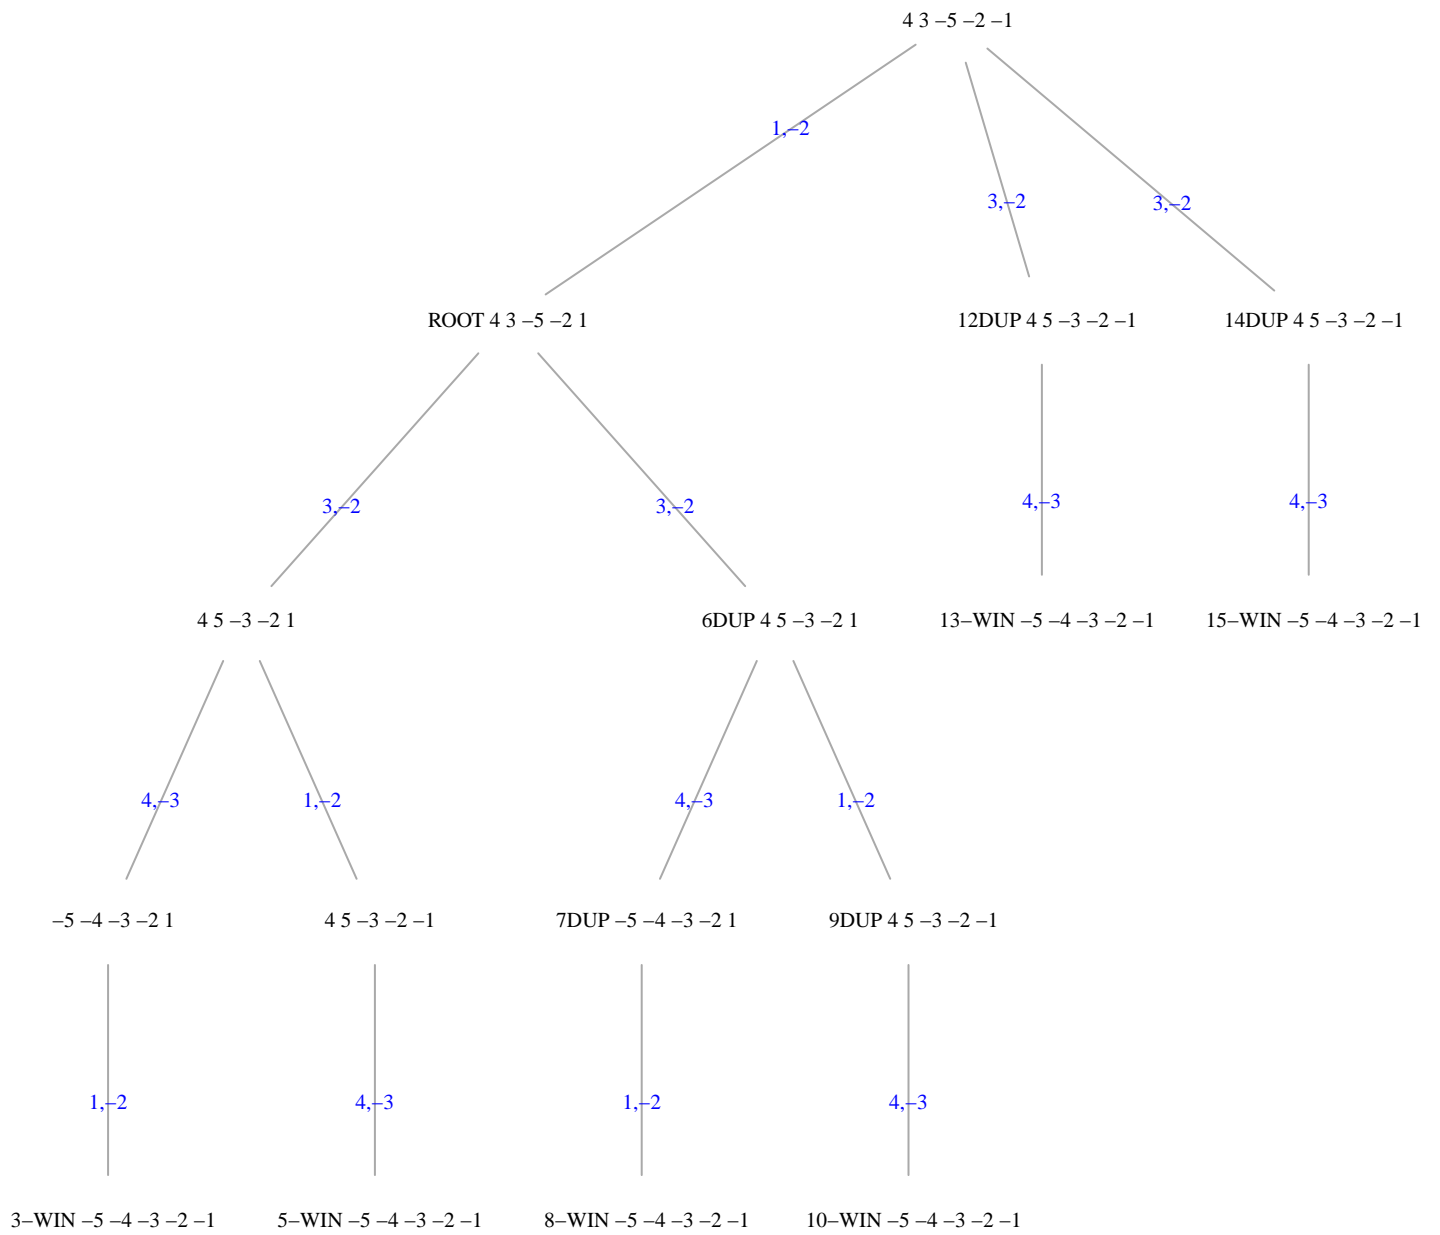 4 3 –5 –2 –1
1,–2
3,–2
3,–2
ROOT 4 3 –5 –2 1
12DUP 4 5 –3 –2 –1
14DUP 4 5 –3 –2 –1
3,–2
3,–2
4,–3
4,–3
4 5 –3 –2 1
6DUP 4 5 –3 –2 1
13–WIN –5 –4 –3 –2 –1
15–WIN –5 –4 –3 –2 –1
4,–3
1,–2
4,–3
1,–2
–5 –4 –3 –2 1
4 5 –3 –2 –1
7DUP –5 –4 –3 –2 1
9DUP 4 5 –3 –2 –1
1,–2
4,–3
1,–2
4,–3
3–WIN –5 –4 –3 –2 –1
5–WIN –5 –4 –3 –2 –1
8–WIN –5 –4 –3 –2 –1
10–WIN –5 –4 –3 –2 –1